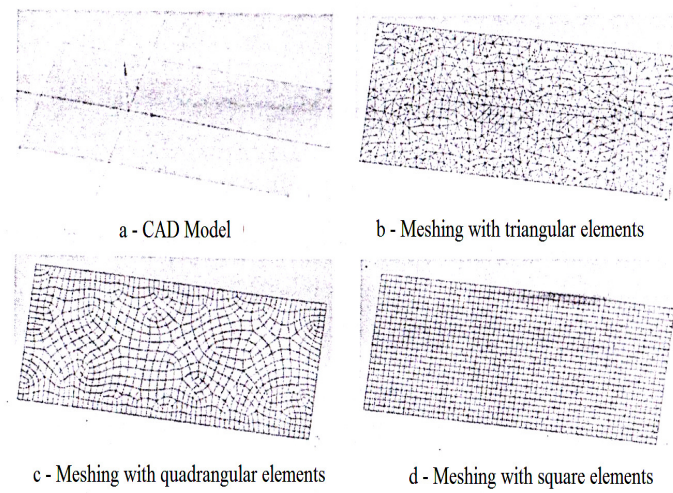 a - CAD Model
b - Meshing with triangular elements
c - Meshing with quadrangular elements
d - Meshing with square elements